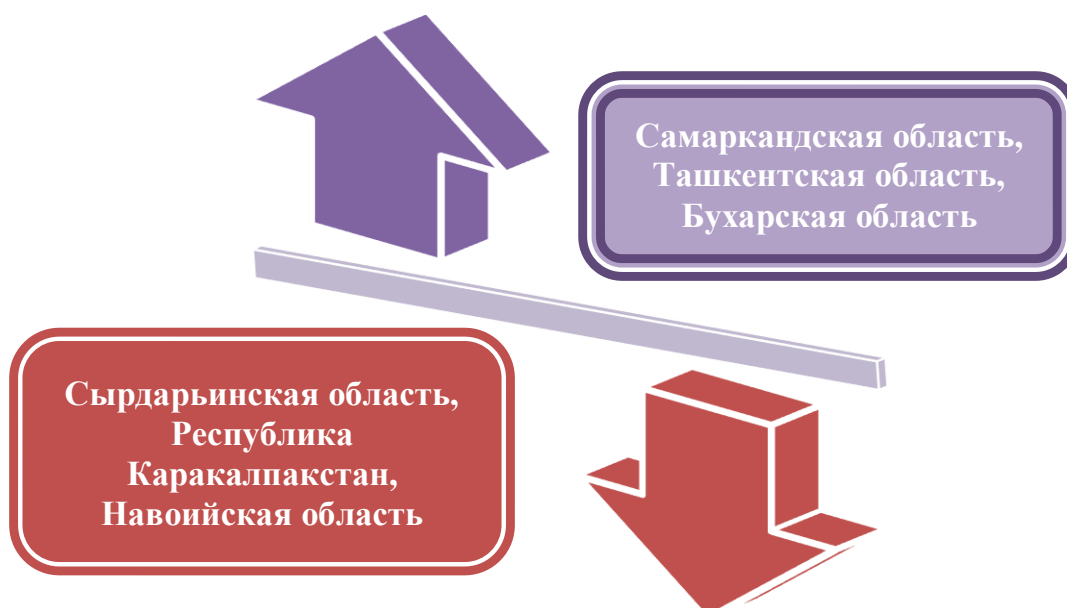 Самаркандская область,
Ташкентская область,
Бухарская область
Сырдарьинская область,
Республика
Каракалпакстан,
Навоийская область